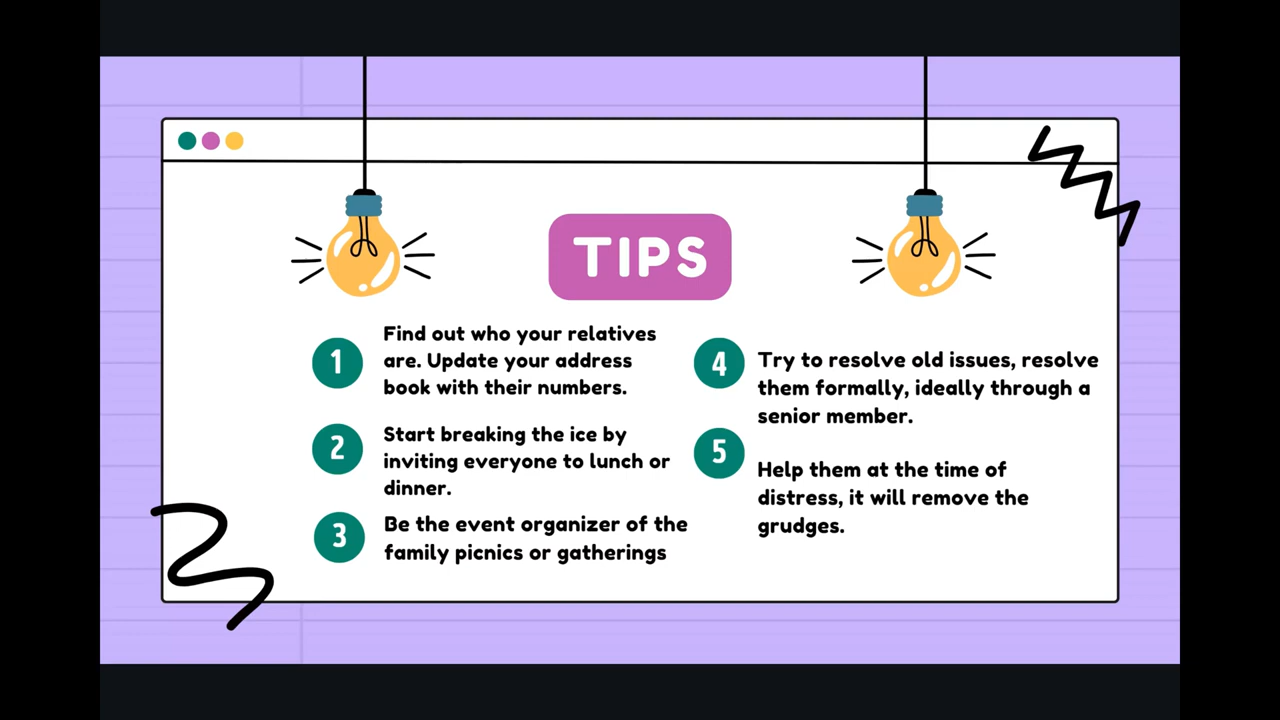 TIPS
1
Find out who your relatives
are. Update your address
book with their numbers.
2
Start breaking the ice by
inviting everyone to lunch or
dinner.
3
Be the event organizer of the
family picnics or gatherings
4
Try to resolve old issues, resolve
them formally, ideally through a
senior member.
5
Help them at the time of
distress, it will remove the
grudges.